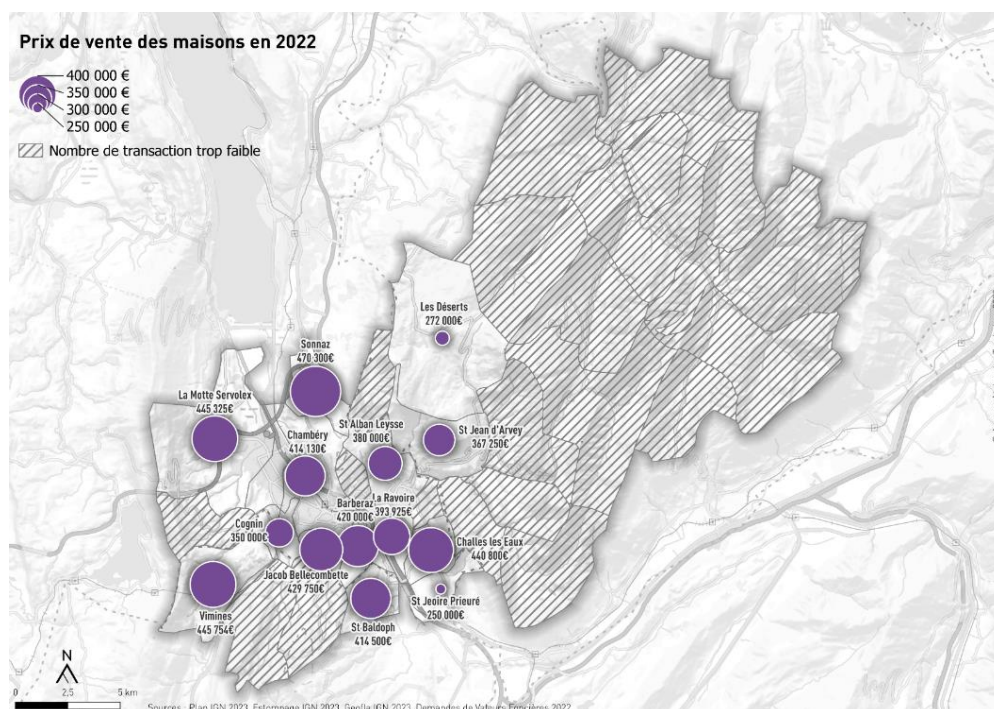 Prix de vente des maisons en 2022
400 000 €
350 000 €
300 000 €
250 000 €
Nombre de transaction trop faible
Les Déserts
272 000€
Sonnaz
470 300€
La Motte Servolex
445 325€
St Alban Leysse
380 000€
St Jean d'Arvey
367 250€
Chambéry
414 130€
Barberaz
420 000€
La Ravoire
393 925€
Cognin
350 000€
Challes les Eaux
440 800€
Jacob Bellecombette
429 750€
St Jeoire Prieuré
250 000€
Vimines
445 754€
St Baldoph
414 500€
N
0 2,5 5 km
Sources : Plan IGN 2023, Estompage IGN 2023, Geofla IGN 2023, Demandes de Valeurs Foncières 2022